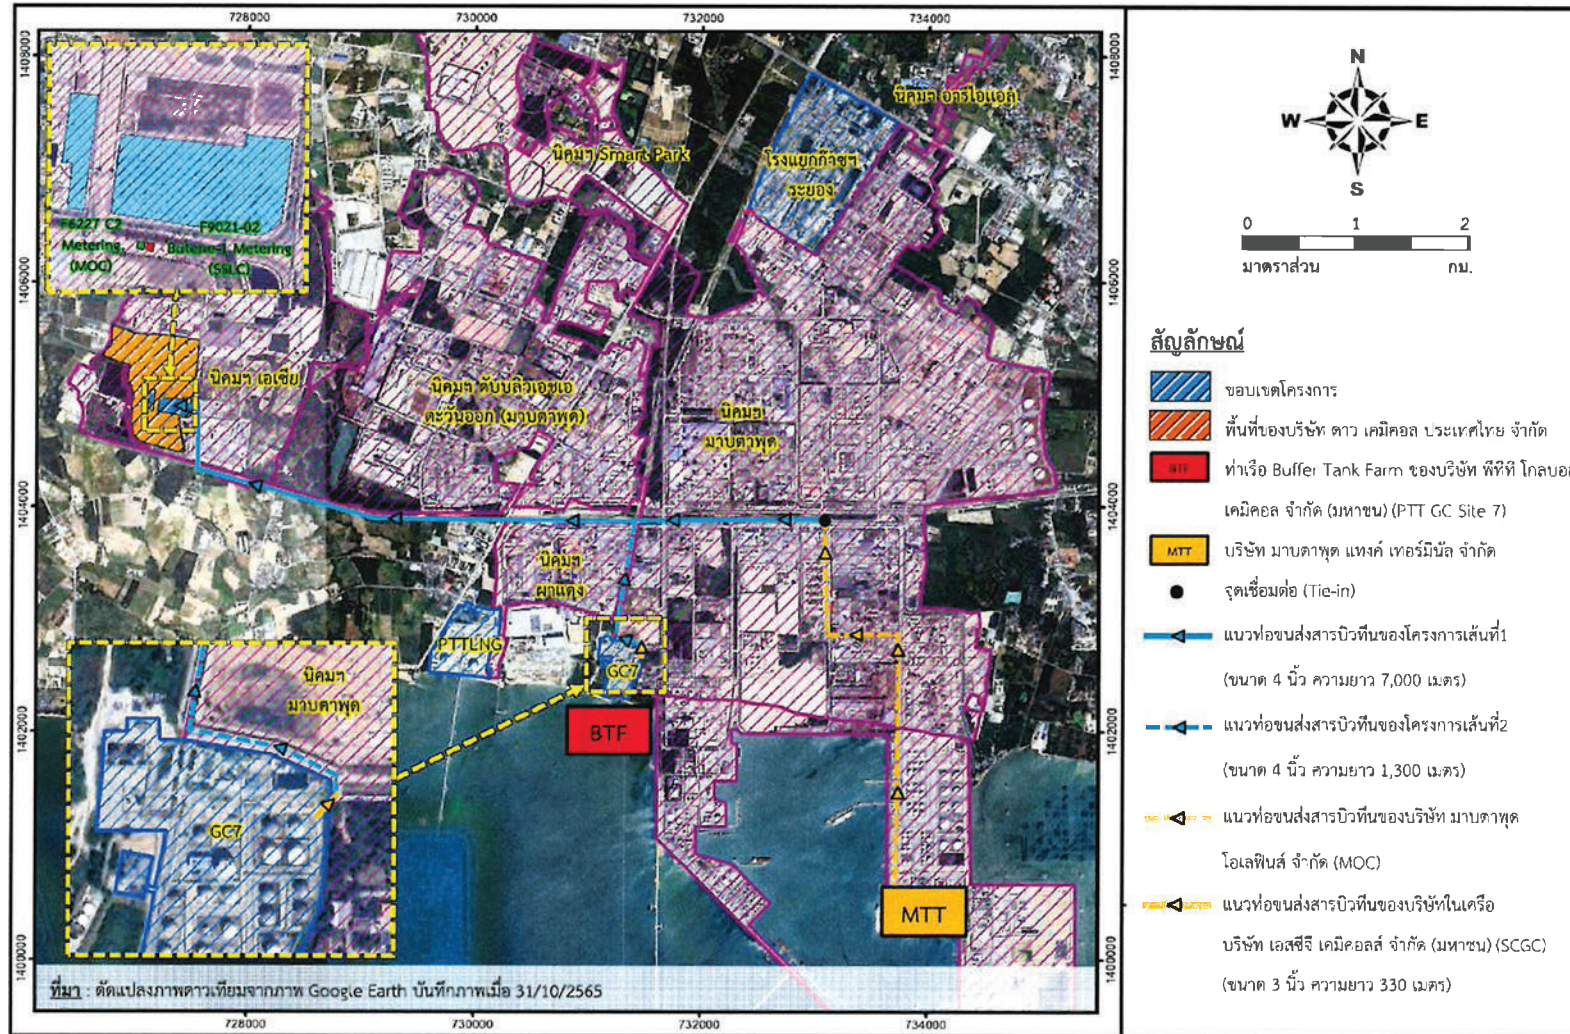 728000
730000
732000
734000
1408000
1406000
1404000
1402000
1400000
1408000
1406000
1404000
1402000
1400000
F6227 C2
Metering
(MOC)
F9021-02
Butene-1 Metering
(SSLC)
นิคมฯ Smart Park
นิคมฯ อาร์ไอแอล
โรงแยกก๊าซฯ
ระยอง
นิคมฯ เอเซีย
นิคมฯ ดับบลิวเอชเอ
ตะวันออก (มาบตาพุด)
นิคมฯ
มาบตาพุด
นิคมฯ
ผาแดง
PTTLNG
GC7
BTF
MTT
นิคมฯ
มาบตาพุด
GC7
ที่มา : ดัดแปลงภาพดาวเทียมจากภาพ Google Earth บันทึกภาพเมื่อ 31/10/2565
728000
730000
732000
734000
N
W
E
S
0 1 2
มาตราส่วน กม.
สัญลักษณ์
ขอบเขตโครงการ
พื้นที่ของบริษัท ดาว เคมิคอล ประเทศไทย จำกัด
BTF ท่าเรือ Buffer Tank Farm ของบริษัท พีทีที โกลบอล
เคมิคอล จำกัด (มหาชน) (PTT GC Site 7)
MTT บริษัท มาบตาพุด แทงค์ เทอร์มินัล จำกัด
จุดเชื่อมต่อ (Tie-in)
แนวท่อขนส่งสารบิวทีนของโครงการเส้นที่1
(ขนาด 4 นิ้ว ความยาว 7,000 เมตร)
แนวท่อขนส่งสารบิวทีนของโครงการเส้นที่2
(ขนาด 4 นิ้ว ความยาว 1,300 เมตร)
แนวท่อขนส่งสารบิวทีนของบริษัท มาบตาพุด
โอเลฟินส์ จำกัด (MOC)
แนวท่อขนส่งสารบิวทีนของบริษัทในเครือ
บริษัท เอสซีจี เคมิคอลส์ จำกัด (มหาชน) (SCGC)
(ขนาด 3 นิ้ว ความยาว 330 เมตร)